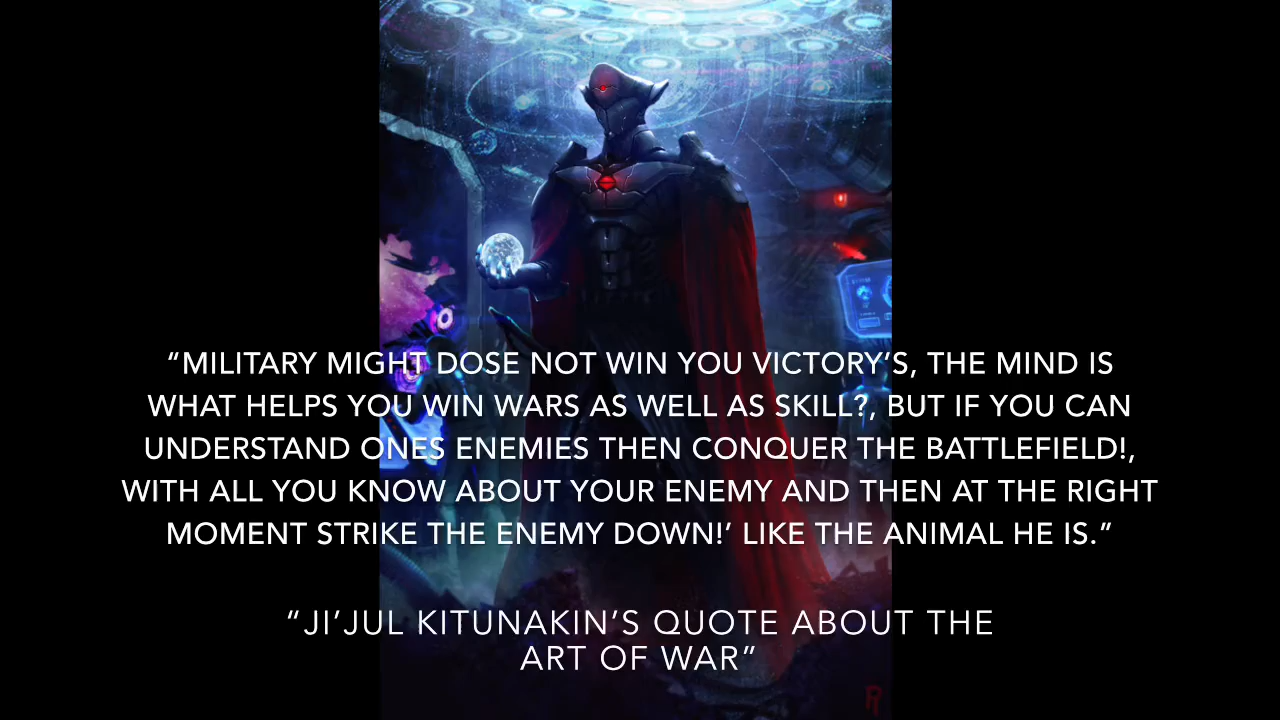 “MILITARY MIGHT DOSE NOT WIN YOU VICTORY’S, THE MIND IS
WHAT HELPS YOU WIN WARS AS WELL AS SKILL?, BUT IF YOU CAN
UNDERSTAND ONES ENEMIES THEN CONQUER THE BATTLEFIELD!,
WITH ALL YOU KNOW ABOUT YOUR ENEMY AND THEN AT THE RIGHT
MOMENT STRIKE THE ENEMY DOWN!’ LIKE THE ANIMAL HE IS.”
“JI’JUL KITUNAKIN’S QUOTE ABOUT THE
ART OF WAR”